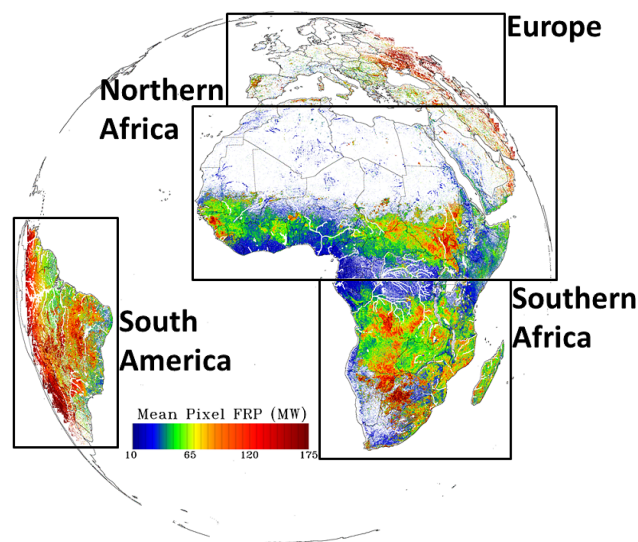 Europe
Northern
Africa
South
America
Southern
Africa
Mean Pixel FRP (MW)
10 65 120 175